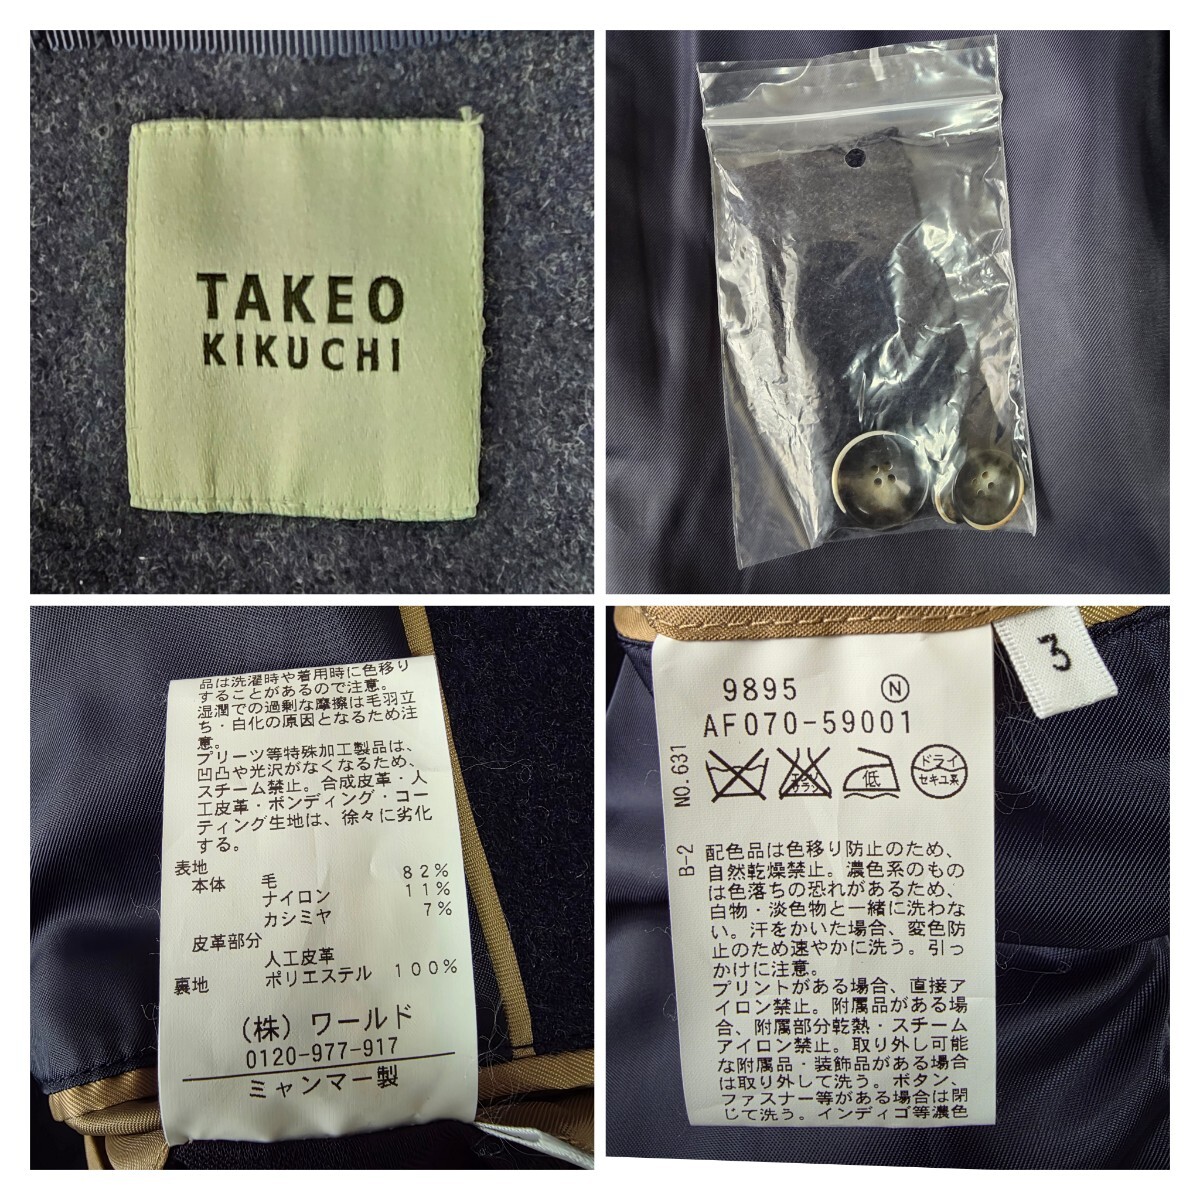 TAKEO
KIKUCHI
品は洗濯時や着用時に色移り
することがあるので注意。
湿潤での過剰な摩擦は毛羽立
ち・白化の原因となるため注
意。
プリーツ等特殊加工製品は、
凹凸や光沢がなくなるため、
スチーム禁止。合成皮革・人
工皮革・ボンディング・コー
ティング生地は、徐々に劣化
する。
表地
本体 毛 82%
ナイロン 11%
カシミヤ 7%
皮革部分
人工皮革
裏地 ポリエステル 100%
(株) ワールド
0120-977-917
ミャンマー製
3
9895 Ⓝ
AF070-59001
NO.631
エンソ
サラシ
低
ドライ
セキユ系
B-2
配色品は色移り防止のため、
自然乾燥禁止。濃色系のもの
は色落ちの恐れがあるため、
白物・淡色物と一緒に洗わな
い。汗をかいた場合、変色防
止のため速やかに洗う。引っ
かけに注意。
プリントがある場合、直接ア
イロン禁止。附属品がある場
合、附属部分乾熱・スチーム
アイロン禁止。取り外し可能
な附属品・装飾品がある場合
は取り外して洗う。ボタン、
ファスナー等がある場合は閉
じて洗う。インディゴ等濃色